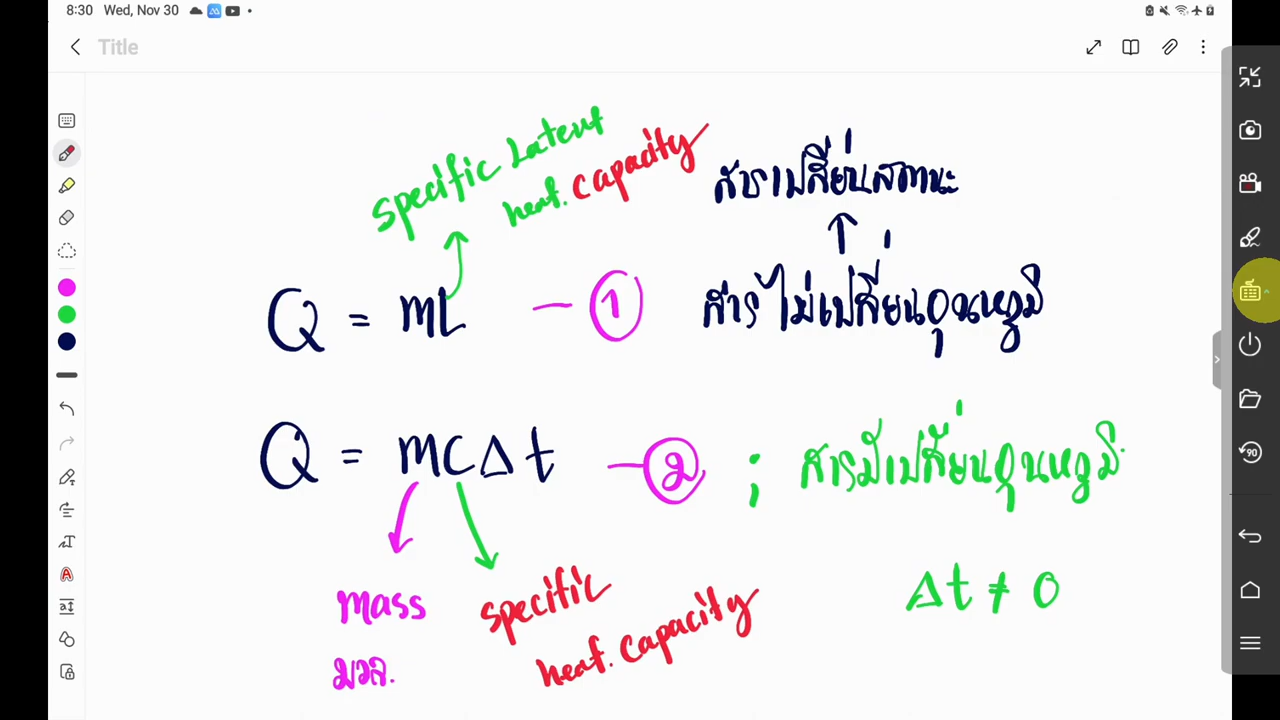 8:30 Wed, Nov 30
Title
specific Latent
heat. capacity
สารเปลี่ยนสถานะ
Q = mL — 1
สารไม่เปลี่ยนอุณหภูมิ
Q = mcΔt — 2 ; สารมีเปลี่ยนอุณหภูมิ
mass
มวล.
specific
heat. capacity
Δt ≠ 0
90